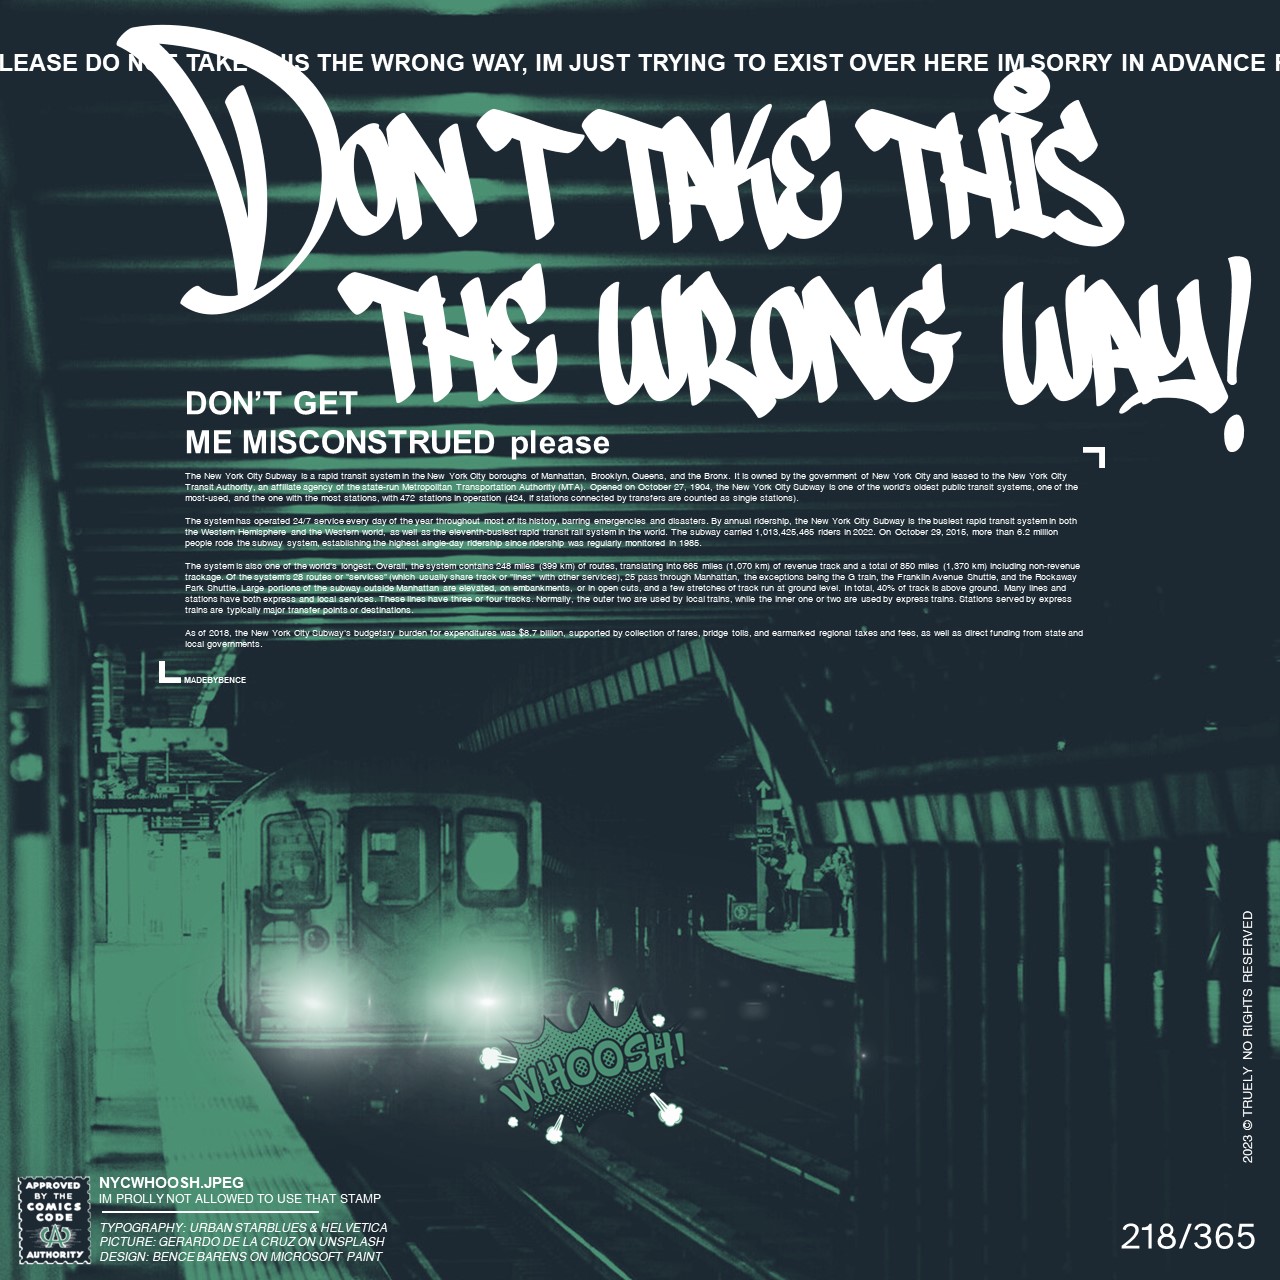 LEASE DO NOT TAKE THIS THE WRONG WAY, IM JUST TRYING TO EXIST OVER HERE IM SORRY IN ADVANCE
DON'T TAKE THIS
THE WRONG WAY!
DON'T GET
ME MISCONSTRUED please
The New York City Subway is a rapid transit system in the New York City boroughs of Manhattan, Brooklyn, Queens, and the Bronx. It is owned by the government of New York City and leased to the New York City
Transit Authority, an affiliate agency of the state-run Metropolitan Transportation Authority (MTA). Opened on October 27, 1904, the New York City Subway is one of the world's oldest public transit systems, one of the
most-used, and the one with the most stations, with 472 stations in operation (424, if stations connected by transfers are counted as single stations).
The system has operated 24/7 service every day of the year throughout most of its history, barring emergencies and disasters. By annual ridership, the New York City Subway is the busiest rapid transit system in both
the Western Hemisphere and the Western world, as well as the eleventh-busiest rapid transit rail system in the world. The subway carried 1,013,425,465 riders in 2022. On October 29, 2015, more than 6.2 million
people rode the subway system, establishing the highest single-day ridership since ridership was regularly monitored in 1985.
The system is also one of the world's longest. Overall, the system contains 248 miles (399 km) of routes, translating into 665 miles (1,070 km) of revenue track and a total of 850 miles (1,370 km) including non-revenue
trackage. Of the system's 28 routes or "services" (which usually share track or "lines" with other services), 25 pass through Manhattan, the exceptions being the G train, the Franklin Avenue Shuttle, and the Rockaway
Park Shuttle. Large portions of the subway outside Manhattan are elevated, on embankments, or in open cuts, and a few stretches of track run at ground level. In total, 40% of track is above ground. Many lines and
stations have both express and local services. These lines have three or four tracks. Normally, the outer two are used by local trains, while the inner one or two are used by express trains. Stations served by express
trains are typically major transfer points or destinations.
As of 2018, the New York City Subway's budgetary burden for expenditures was $8.7 billion, supported by collection of fares, bridge tolls, and earmarked regional taxes and fees, as well as direct funding from state and
local governments.
MADEBYBENCE
WHOOSH!
2023 © TRUELY NO RIGHTS RESERVED
APPROVED
BY THE
COMICS
CODE
AUTHORITY
NYCWHOOSH.JPEG
IM PROLLY NOT ALLOWED TO USE THAT STAMP
TYPOGRAPHY: URBAN STARBLUES & HELVETICA
PICTURE: GERARDO DE LA CRUZ ON UNSPLASH
DESIGN: BENCE BARENS ON MICROSOFT PAINT
218/365